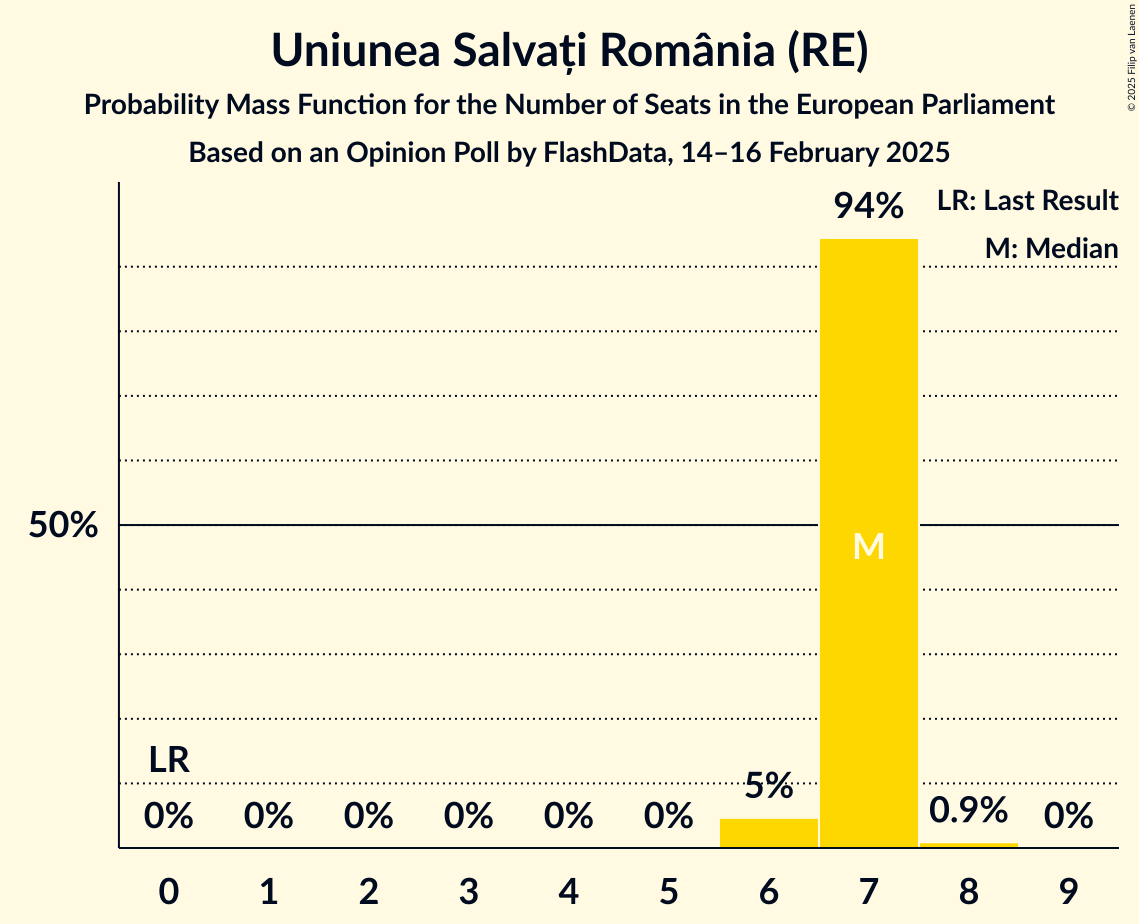 Uniunea Salvați România (RE)
Probability Mass Function for the Number of Seats in the European Parliament
Based on an Opinion Poll by FlashData, 14–16 February 2025
© 2025 Filip van Laenen
LR: Last Result
M: Median
94%
50%
M
LR
0%
0%
0%
0%
0%
0%
5%
0.9%
0%
0
1
2
3
4
5
6
7
8
9